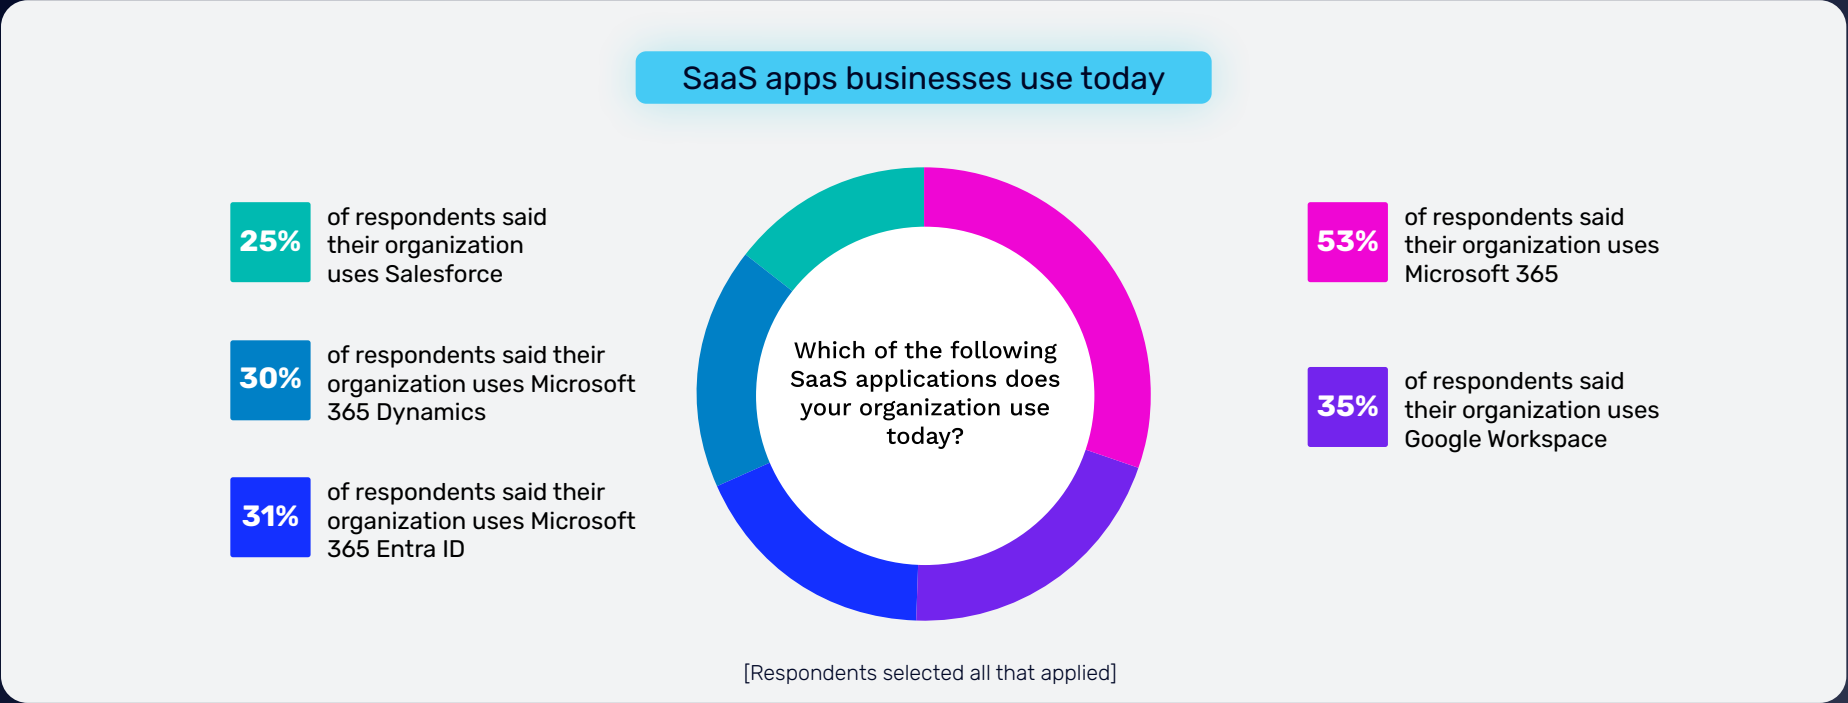 SaaS apps businesses use today
25%
of respondents said
their organization
uses Salesforce
30%
of respondents said their
organization uses Microsoft
365 Dynamics
31%
of respondents said their
organization uses Microsoft
365 Entra ID
Which of the following
SaaS applications does
your organization use
today?
53%
of respondents said
their organization uses
Microsoft 365
35%
of respondents said
their organization uses
Google Workspace
[Respondents selected all that applied]